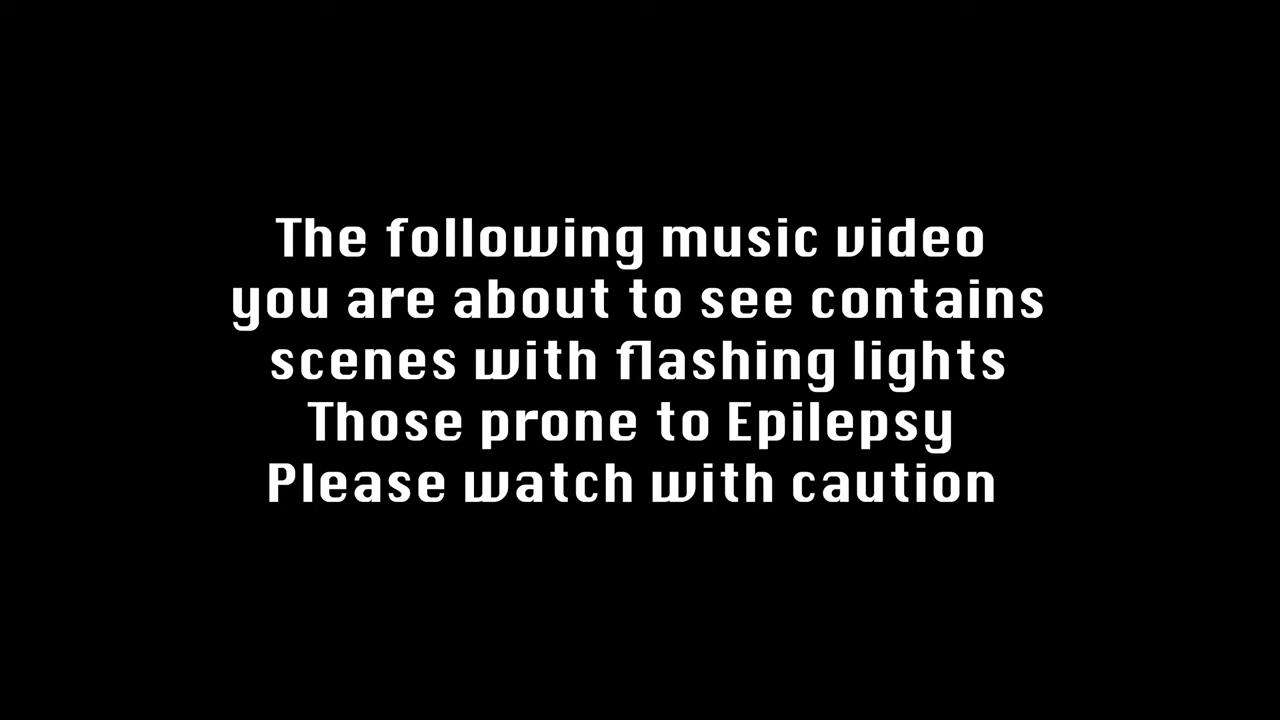 The following music video
you are about to see contains
scenes with flashing lights
Those prone to Epilepsy
Please watch with caution